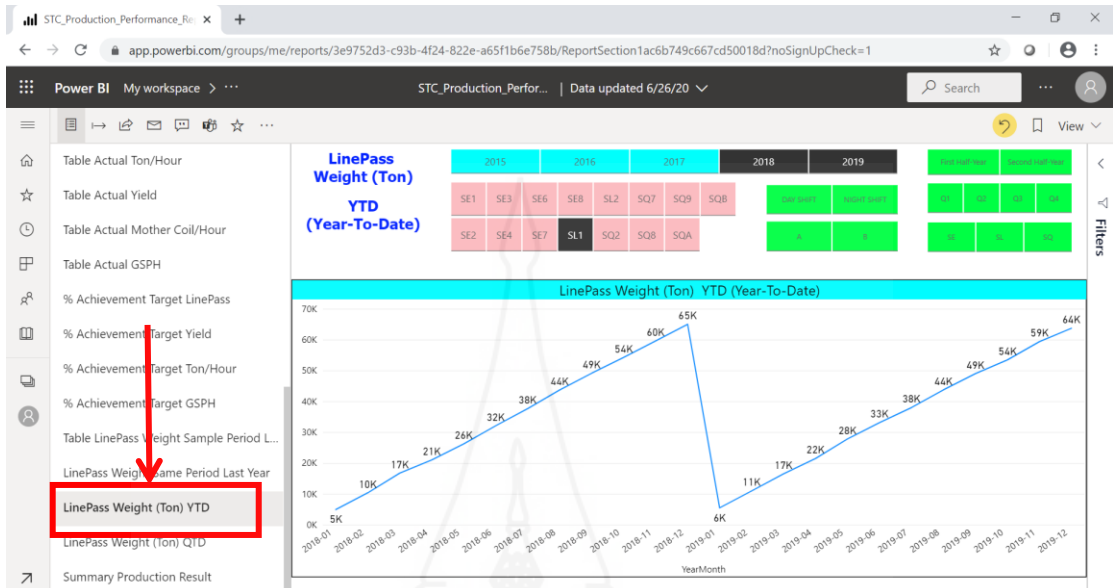 STC_Production_Performance_Re
app.powerbi.com/groups/me/reports/3e9752d3-c93b-4f24-822e-a65f1b6e758b/ReportSection1ac6b749c667cd50018d?noSignUpCheck=1
Power BI My workspace > ···
STC_Production_Perfor... | Data updated 6/26/20
Search
View
Table Actual Ton/Hour
Table Actual Yield
Table Actual Mother Coil/Hour
Table Actual GSPH
% Achievement Target LinePass
% Achievement Target Yield
% Achievement Target Ton/Hour
% Achievement Target GSPH
Table LinePass Weight Sample Period L...
LinePass Weight Same Period Last Year
LinePass Weight (Ton) YTD
LinePass Weight (Ton) QTD
Summary Production Result
LinePass
Weight (Ton)
YTD
(Year-To-Date)
2015 2016 2017 2018 2019
SE1 SE3 SE6 SE8 SL2 SQ7 SQ9 SQB
SE2 SE4 SE7 SL1 SQ2 SQ8 SQA
DAY SHIFT NIGHT SHIFT
A B
First Half-Year Second Half-Year
Q1 Q2 Q3 Q4
SE SL SQ
Filters
LinePass Weight (Ton) YTD (Year-To-Date)
70K
60K
50K
40K
30K
20K
10K
0K
5K 10K 17K 21K 26K 32K 38K 44K 49K 54K 60K 65K 6K 11K 17K 22K 28K 33K 38K 44K 49K 54K 59K 64K
2018-01 2018-02 2018-03 2018-04 2018-05 2018-06 2018-07 2018-08 2018-09 2018-10 2018-11 2018-12 2019-01 2019-02 2019-03 2019-04 2019-05 2019-06 2019-07 2019-08 2019-09 2019-10 2019-11 2019-12
YearMonth